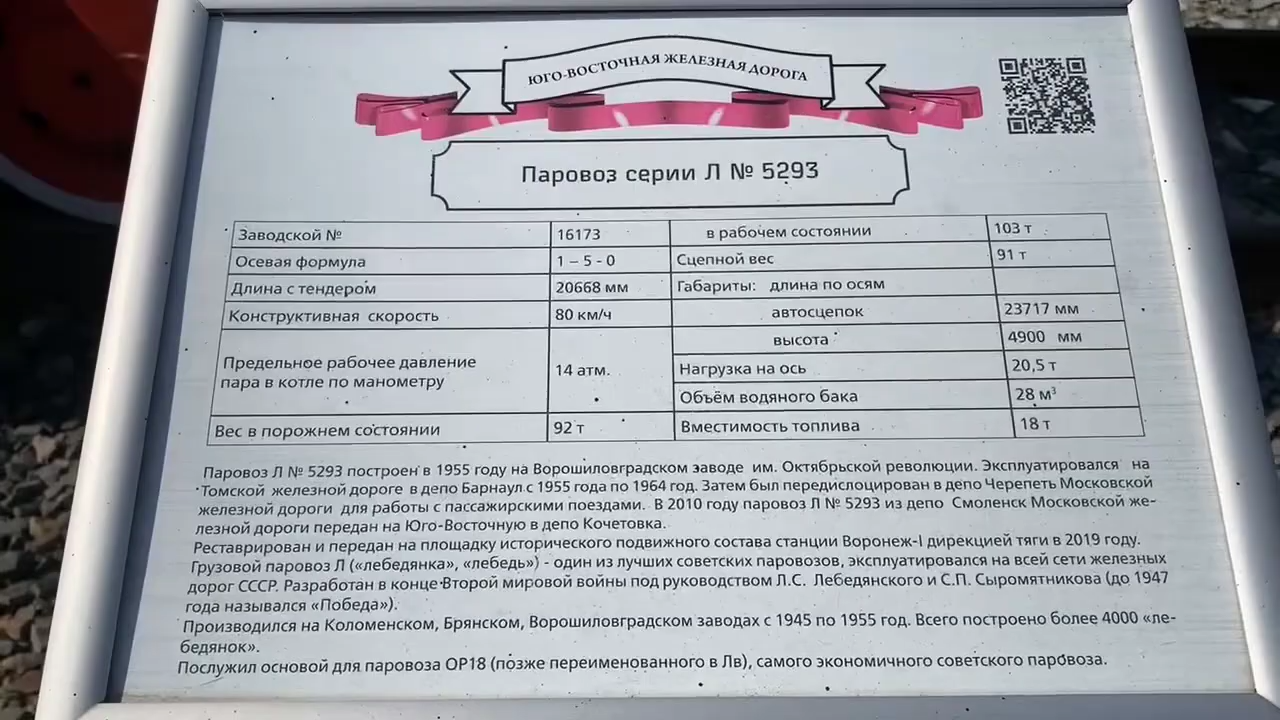 ЮГО-ВОСТОЧНАЯ ЖЕЛЕЗНАЯ ДОРОГА
Паровоз серии Л № 5293
Заводской № 16173 в рабочем состоянии 103 т
Осевая формула 1 – 5 - 0 Сцепной вес 91 т
Длина с тендером 20668 мм Габариты: длина по осям
Конструктивная скорость 80 км/ч автосцепок 23717 мм
высота 4900 мм
Предельное рабочее давление
пара в котле по манометру 14 атм. Нагрузка на ось 20,5 т
Объём водяного бака 28 м³
Вес в порожнем состоянии 92 т Вместимость топлива 18 т
Паровоз Л № 5293 построен в 1955 году на Ворошиловградском заводе им. Октябрьской революции. Эксплуатировался на
Томской железной дороге в депо Барнаул с 1955 года по 1964 год. Затем был передислоцирован в депо Черепеть Московской
железной дороги для работы с пассажирскими поездами. В 2010 году паровоз Л № 5293 из депо Смоленск Московской же-
лезной дороги передан на Юго-Восточную в депо Кочетовка.
Реставрирован и передан на площадку исторического подвижного состава станции Воронеж-I дирекцией тяги в 2019 году.
Грузовой паровоз Л («лебедянка», «лебедь») - один из лучших советских паровозов, эксплуатировался на всей сети железных
дорог СССР. Разработан в конце Второй мировой войны под руководством Л.С. Лебедянского и С.П. Сыромятникова (до 1947
года назывался «Победа»).
Производился на Коломенском, Брянском, Ворошиловградском заводах с 1945 по 1955 год. Всего построено более 4000 «ле-
бедянок».
Послужил основой для паровоза ОР18 (позже переименованного в Лв), самого экономичного советского паровоза.